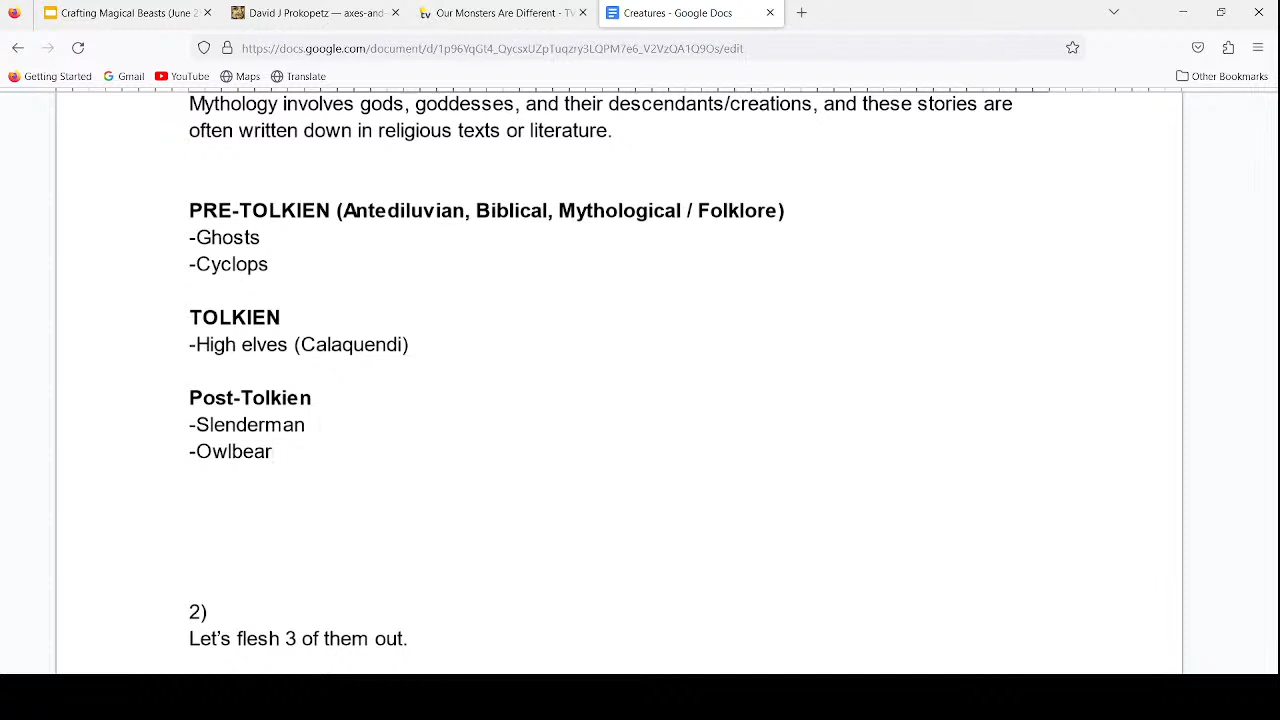 Crafting Magical Beasts (June 2
David J Prokopetz — axes-and-
tv Our Monsters Are Different - TV
Creatures - Google Docs
https://docs.google.com/document/d/1p96YqO4_QycsxUZpTuqzry3LQPM7e6_V2VzQA1Q9Os/edit
Getting Started Gmail YouTube Maps Translate Other Bookmarks
Mythology involves gods, goddesses, and their descendants/creations, and these stories are
often written down in religious texts or literature.
PRE-TOLKIEN (Antediluvian, Biblical, Mythological / Folklore)
-Ghosts
-Cyclops
TOLKIEN
-High elves (Calaquendi)
Post-Tolkien
-Slenderman
-Owlbear
2)
Let's flesh 3 of them out.